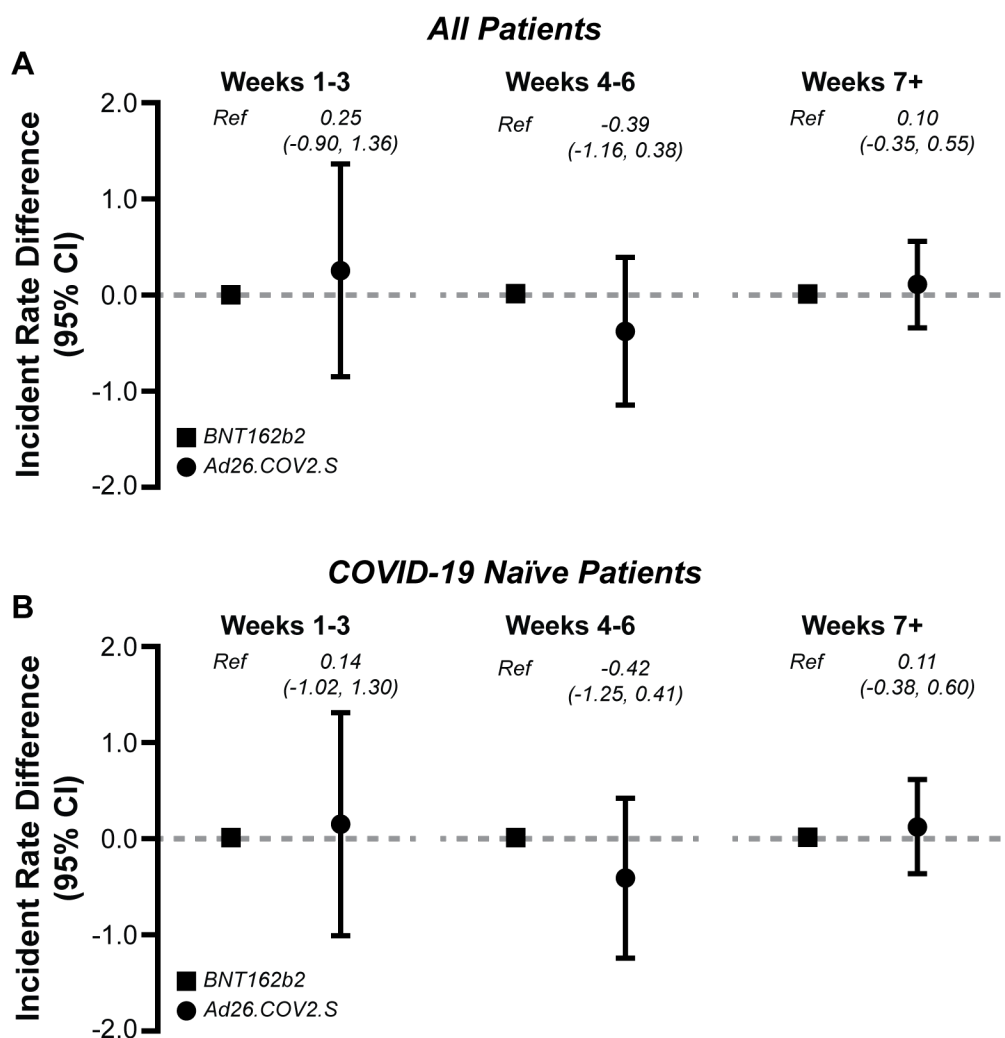 All Patients
A
Weeks 1-3 Weeks 4-6 Weeks 7+
Ref 0.25 Ref -0.39 Ref 0.10
(-0.90, 1.36) (-1.16, 0.38) (-0.35, 0.55)
Incident Rate Difference
(95% CI)
2.0
1.0
0.0
-1.0
-2.0
BNT162b2
Ad26.COV2.S
COVID-19 Naïve Patients
B
Weeks 1-3 Weeks 4-6 Weeks 7+
Ref 0.14 Ref -0.42 Ref 0.11
(-1.02, 1.30) (-1.25, 0.41) (-0.38, 0.60)
Incident Rate Difference
(95% CI)
2.0
1.0
0.0
-1.0
-2.0
BNT162b2
Ad26.COV2.S